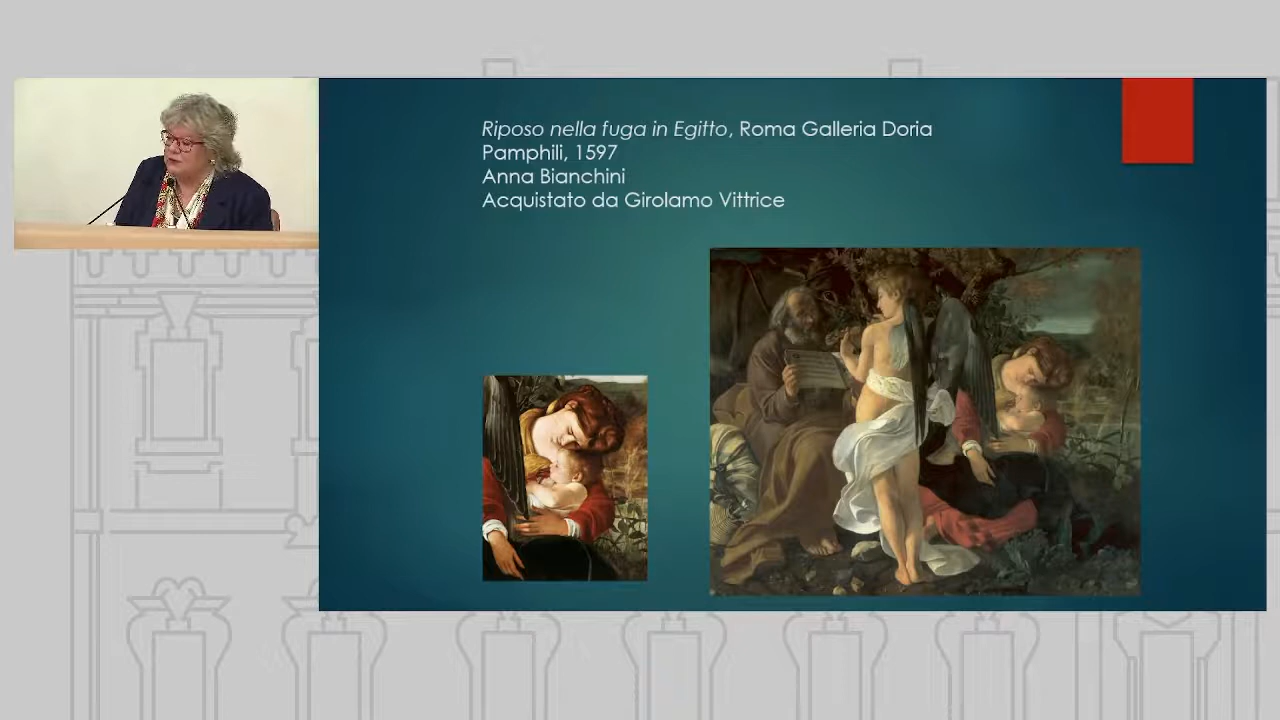 Riposo nella fuga in Egitto, Roma Galleria Doria
Pamphili, 1597
Anna Bianchini
Acquistato da Girolamo Vittrice